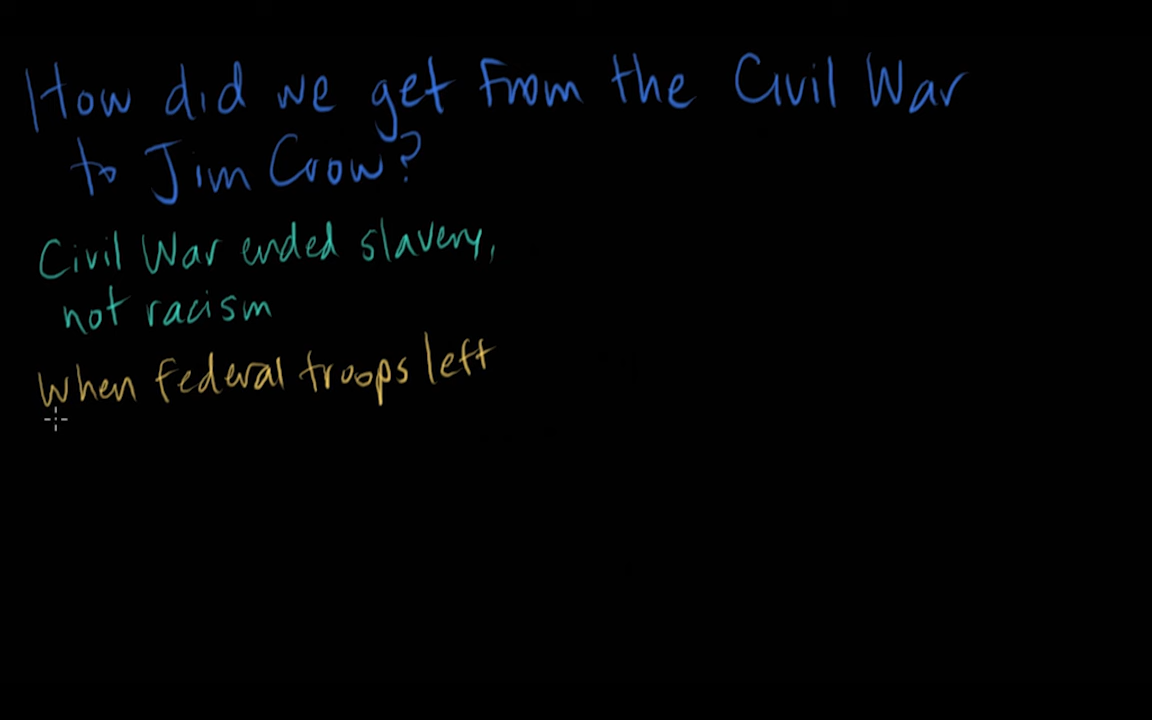 How did we get from the Civil War
to Jim Crow?
Civil War ended slavery,
not racism
When federal troops left